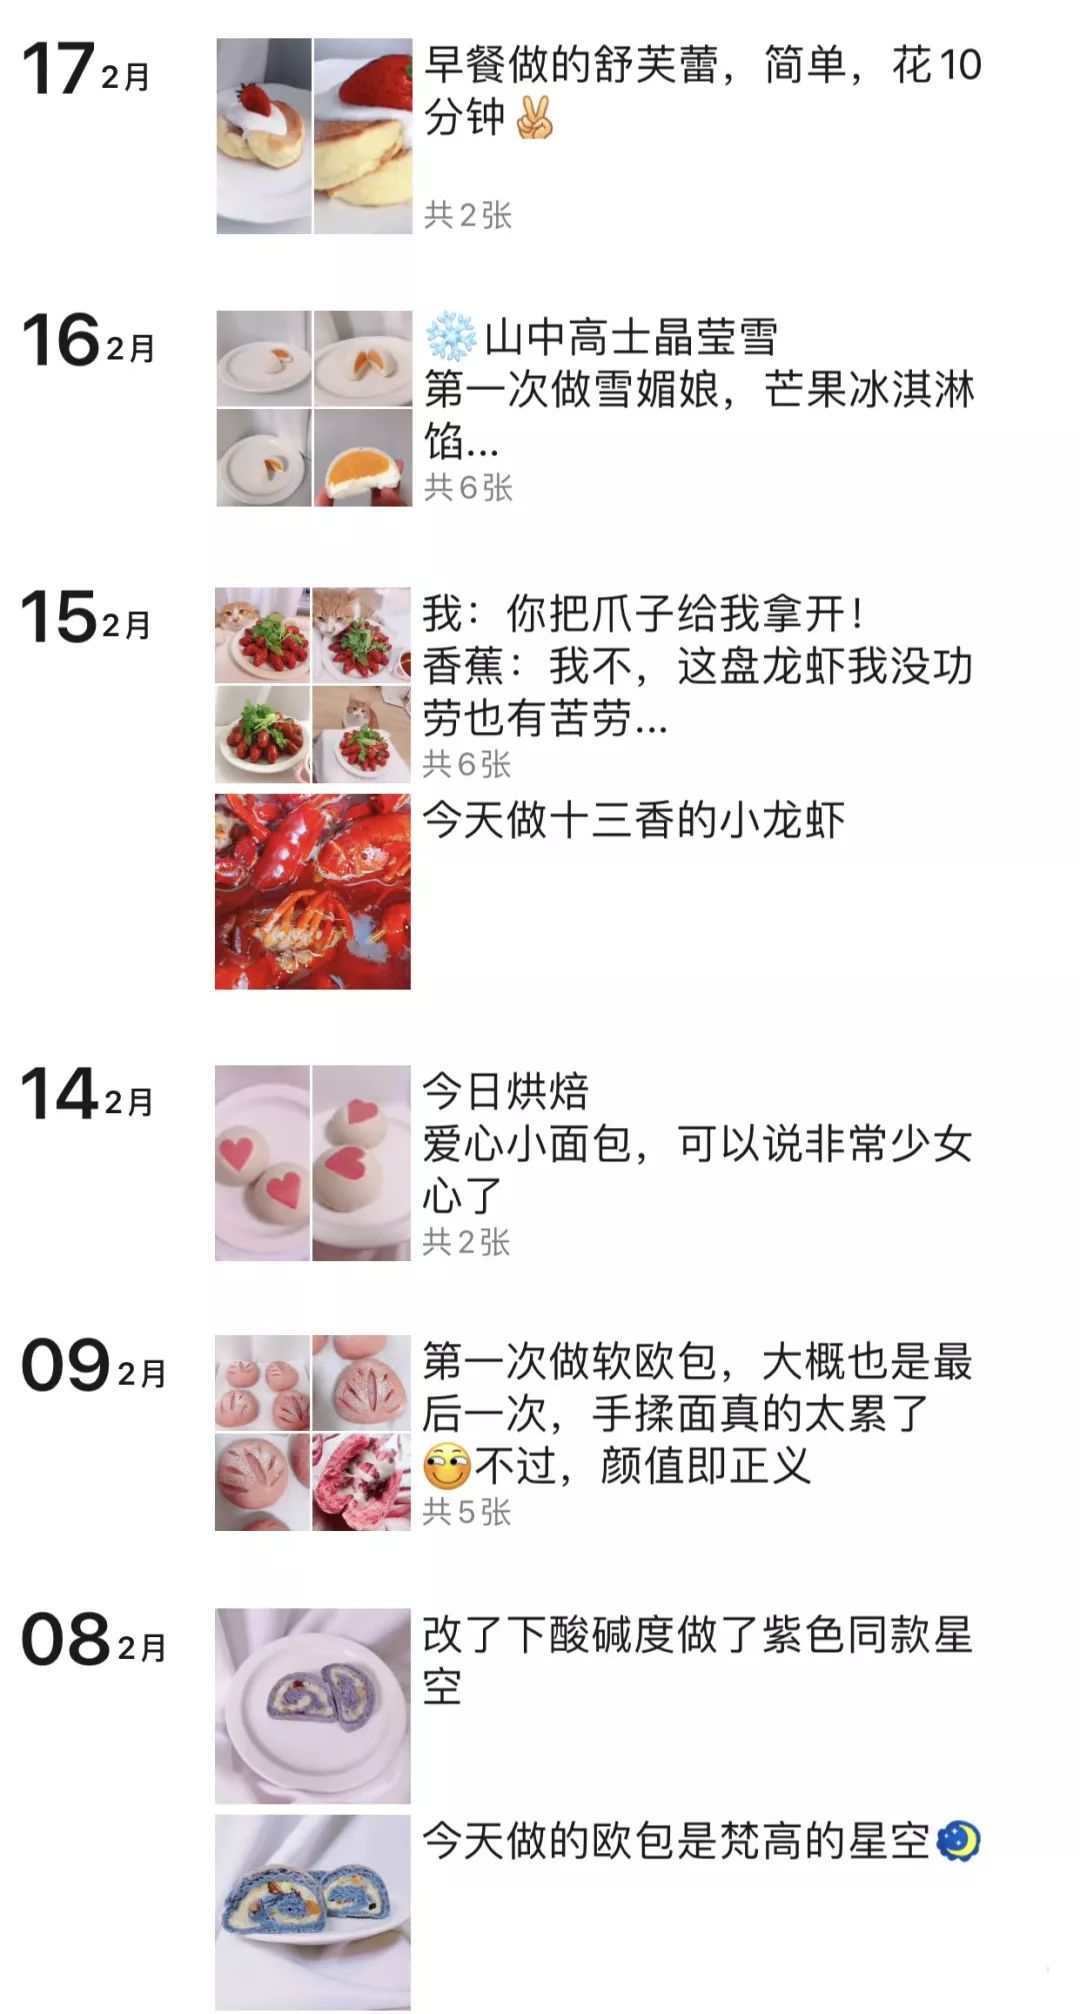 17 2月
早餐做的舒芙蕾，简单，花10
分钟✌
共2张
16 2月
❄山中高士晶莹雪
第一次做雪媚娘，芒果冰淇淋
馅...
共6张
15 2月
我：你把爪子给我拿开！
香蕉：我不，这盘龙虾我没功
劳也有苦劳...
共6张
今天做十三香的小龙虾
14 2月
今日烘焙
爱心小面包，可以说非常少女
心了
共2张
09 2月
第一次做软欧包，大概也是最
后一次，手揉面真的太累了
不过，颜值即正义
共5张
08 2月
改了下酸碱度做了紫色同款星
空
今天做的欧包是梵高的星空